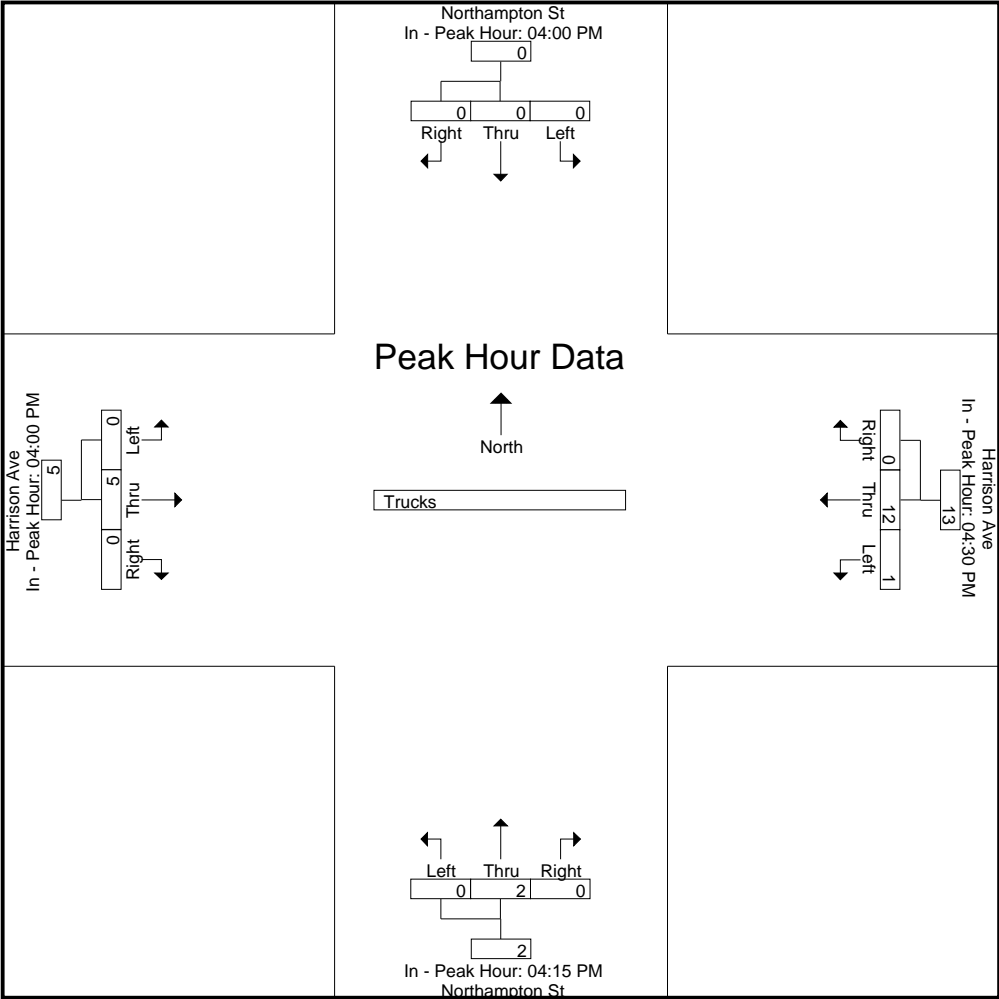 Northampton St
In - Peak Hour: 04:00 PM
0
0 0 0
Right Thru Left
Peak Hour Data
North
Trucks
Harrison Ave
In - Peak Hour: 04:00 PM
5
0 5 0
Left Thru Right
Harrison Ave
In - Peak Hour: 04:30 PM
13
0 12 1
Right Thru Left
Left Thru Right
0 2 0
2
In - Peak Hour: 04:15 PM
Northampton St